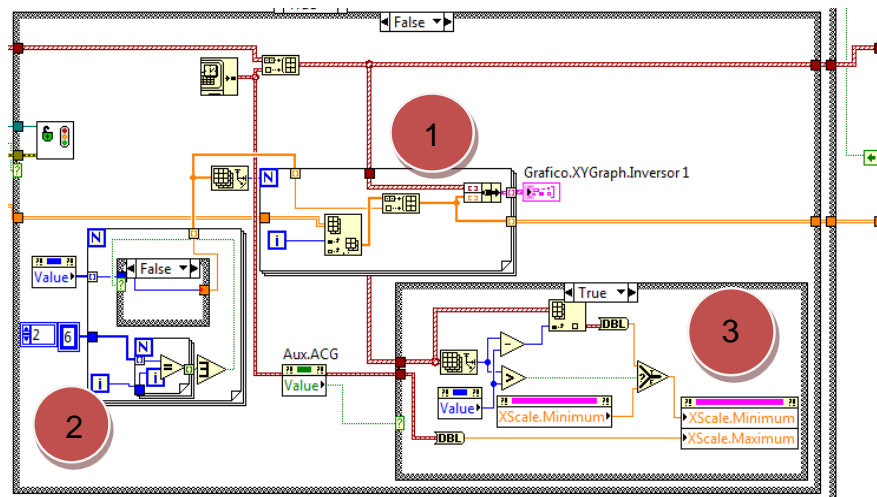 False
1
Grafico.XYGraph.Inversor 1
N
i
N
Value
False
2
6
N
i
i
=
2
Aux.ACG
Value
True
DBL
3
-
>
Value
XScale.Minimum
DBL
XScale.Minimum
XScale.Maximum